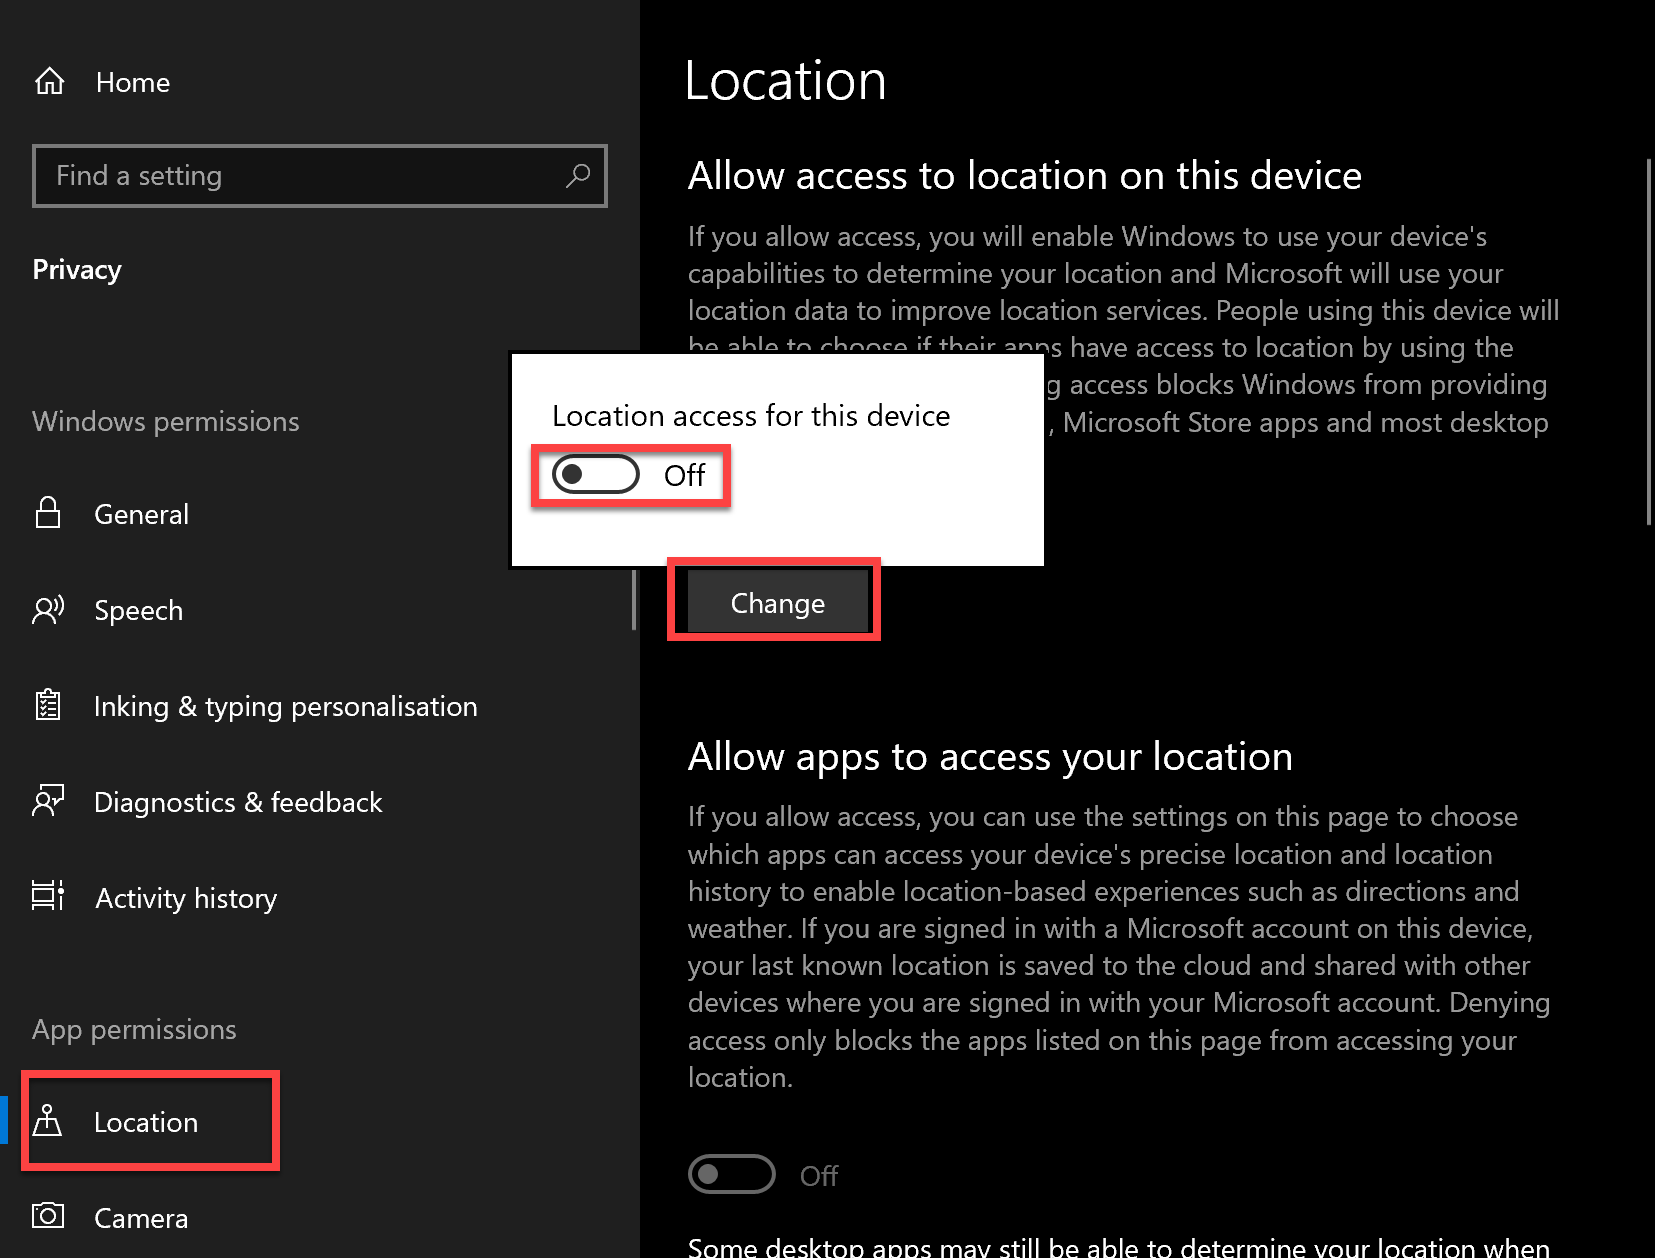 Home
Find a setting
Privacy
Windows permissions
General
Speech
Inking & typing personalisation
Diagnostics & feedback
Activity history
App permissions
Location
Camera
Location
Allow access to location on this device
If you allow access, you will enable Windows to use your device's
capabilities to determine your location and Microsoft will use your
location data to improve location services. People using this device will
be able to choose if their apps have access to location by using the
access blocks Windows from providing
, Microsoft Store apps and most desktop
Location access for this device
Off
Change
Allow apps to access your location
If you allow access, you can use the settings on this page to choose
which apps can access your device's precise location and location
history to enable location-based experiences such as directions and
weather. If you are signed in with a Microsoft account on this device,
your last known location is saved to the cloud and shared with other
devices where you are signed in with your Microsoft account. Denying
access only blocks the apps listed on this page from accessing your
location.
Off
Some desktop apps may still be able to determine your location when